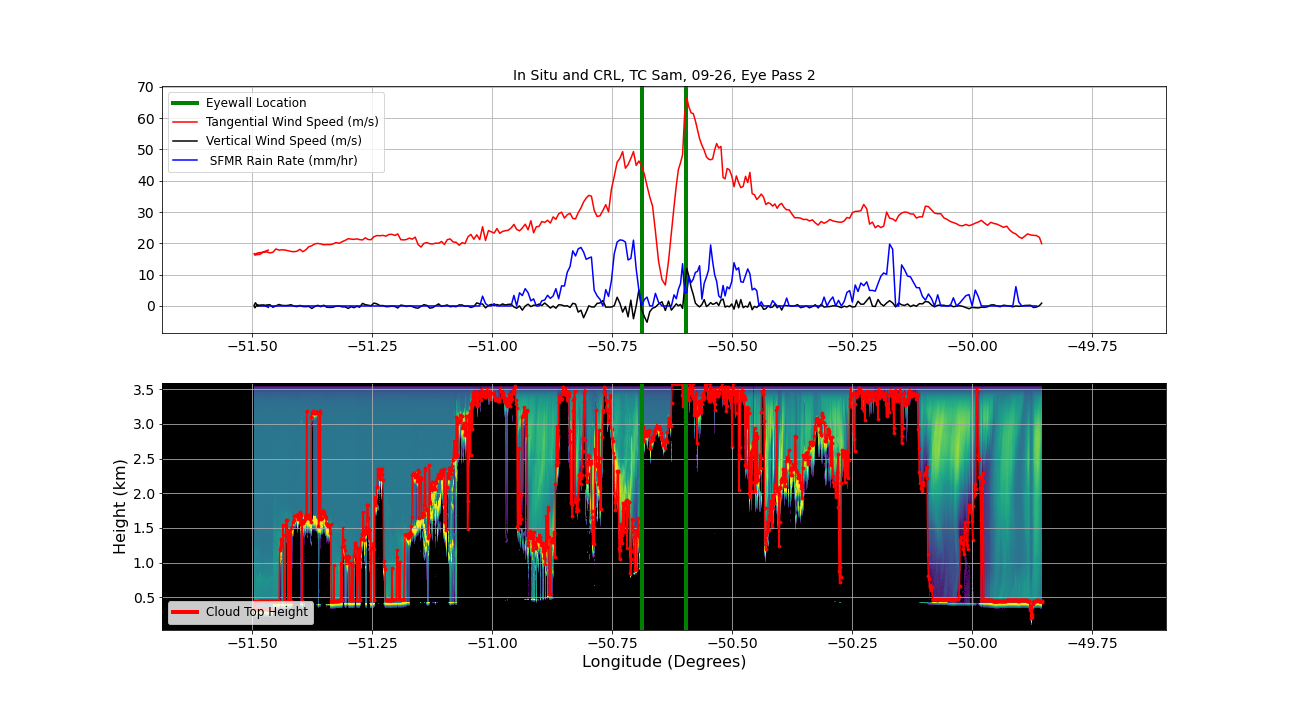 In Situ and CRL, TC Sam, 09-26, Eye Pass 2
70
60
50
40
30
20
10
0
Eyewall Location
Tangential Wind Speed (m/s)
Vertical Wind Speed (m/s)
SFMR Rain Rate (mm/hr)
−51.50 −51.25 −51.00 −50.75 −50.50 −50.25 −50.00 −49.75
Height (km)
3.5
3.0
2.5
2.0
1.5
1.0
0.5
Cloud Top Height
−51.50 −51.25 −51.00 −50.75 −50.50 −50.25 −50.00 −49.75
Longitude (Degrees)